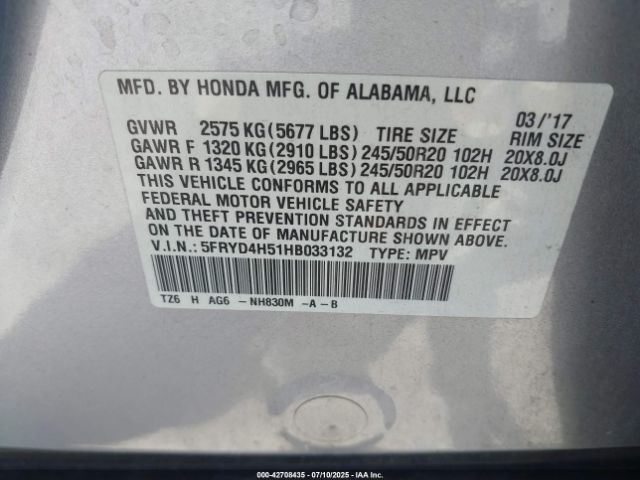 MFD. BY HONDA MFG. OF ALABAMA, LLC
03/'17
GVWR 2575 KG(5677 LBS) TIRE SIZE RIM SIZE
GAWR F 1320 KG(2910 LBS) 245/50R20 102H 20X8.0J
GAWR R 1345 KG(2965 LBS) 245/50R20 102H 20X8.0J
THIS VEHICLE CONFORMS TO ALL APPLICABLE
FEDERAL MOTOR VEHICLE SAFETY
AND THEFT PREVENTION STANDARDS IN EFFECT
ON THE DATE OF MANUFACTURE SHOWN ABOVE.
V.I.N.: 5FRYD4H51HB033132 TYPE: MPV
TZ6 H AG6 - NH830M -A-B
000-42708435 - 07/10/2025 - IAAI.COM